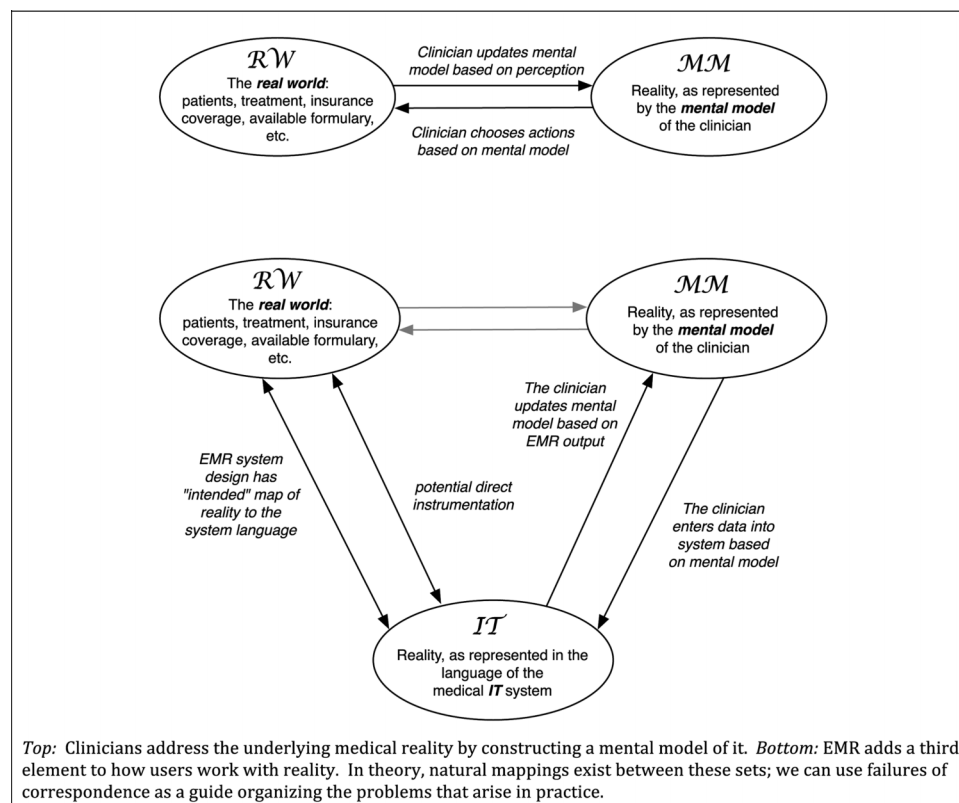 RW
The real world:
patients, treatment, insurance
coverage, available formulary,
etc.
Clinician updates mental
model based on perception
Clinician chooses actions
based on mental model
MM
Reality, as represented
by the mental model
of the clinician
RW
The real world:
patients, treatment, insurance
coverage, available formulary,
etc.
MM
Reality, as represented
by the mental model
of the clinician
The clinician
updates mental
model based on
EMR output
EMR system
design has
"intended" map of
reality to the
system language
potential direct
instrumentation
The clinician
enters data into
system based
on mental model
IT
Reality, as represented in the
language of the
medical IT system
Top: Clinicians address the underlying medical reality by constructing a mental model of it. Bottom: EMR adds a third
element to how users work with reality. In theory, natural mappings exist between these sets; we can use failures of
correspondence as a guide organizing the problems that arise in practice.